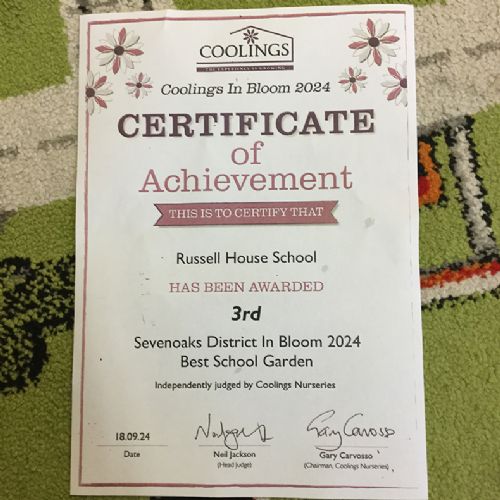 COOLINGS
Coolings In Bloom 2024
CERTIFICATE
of
Achievement
THIS IS TO CERTIFY THAT
Russell House School
HAS BEEN AWARDED
3rd
Sevenoaks District In Bloom 2024
Best School Garden
Independently judged by Coolings Nurseries
18.09.24
Date
Neil Jackson
(Head Judge)
Gary Carvosso
Gary Carvosso
(Chairman, Coolings Nurseries)